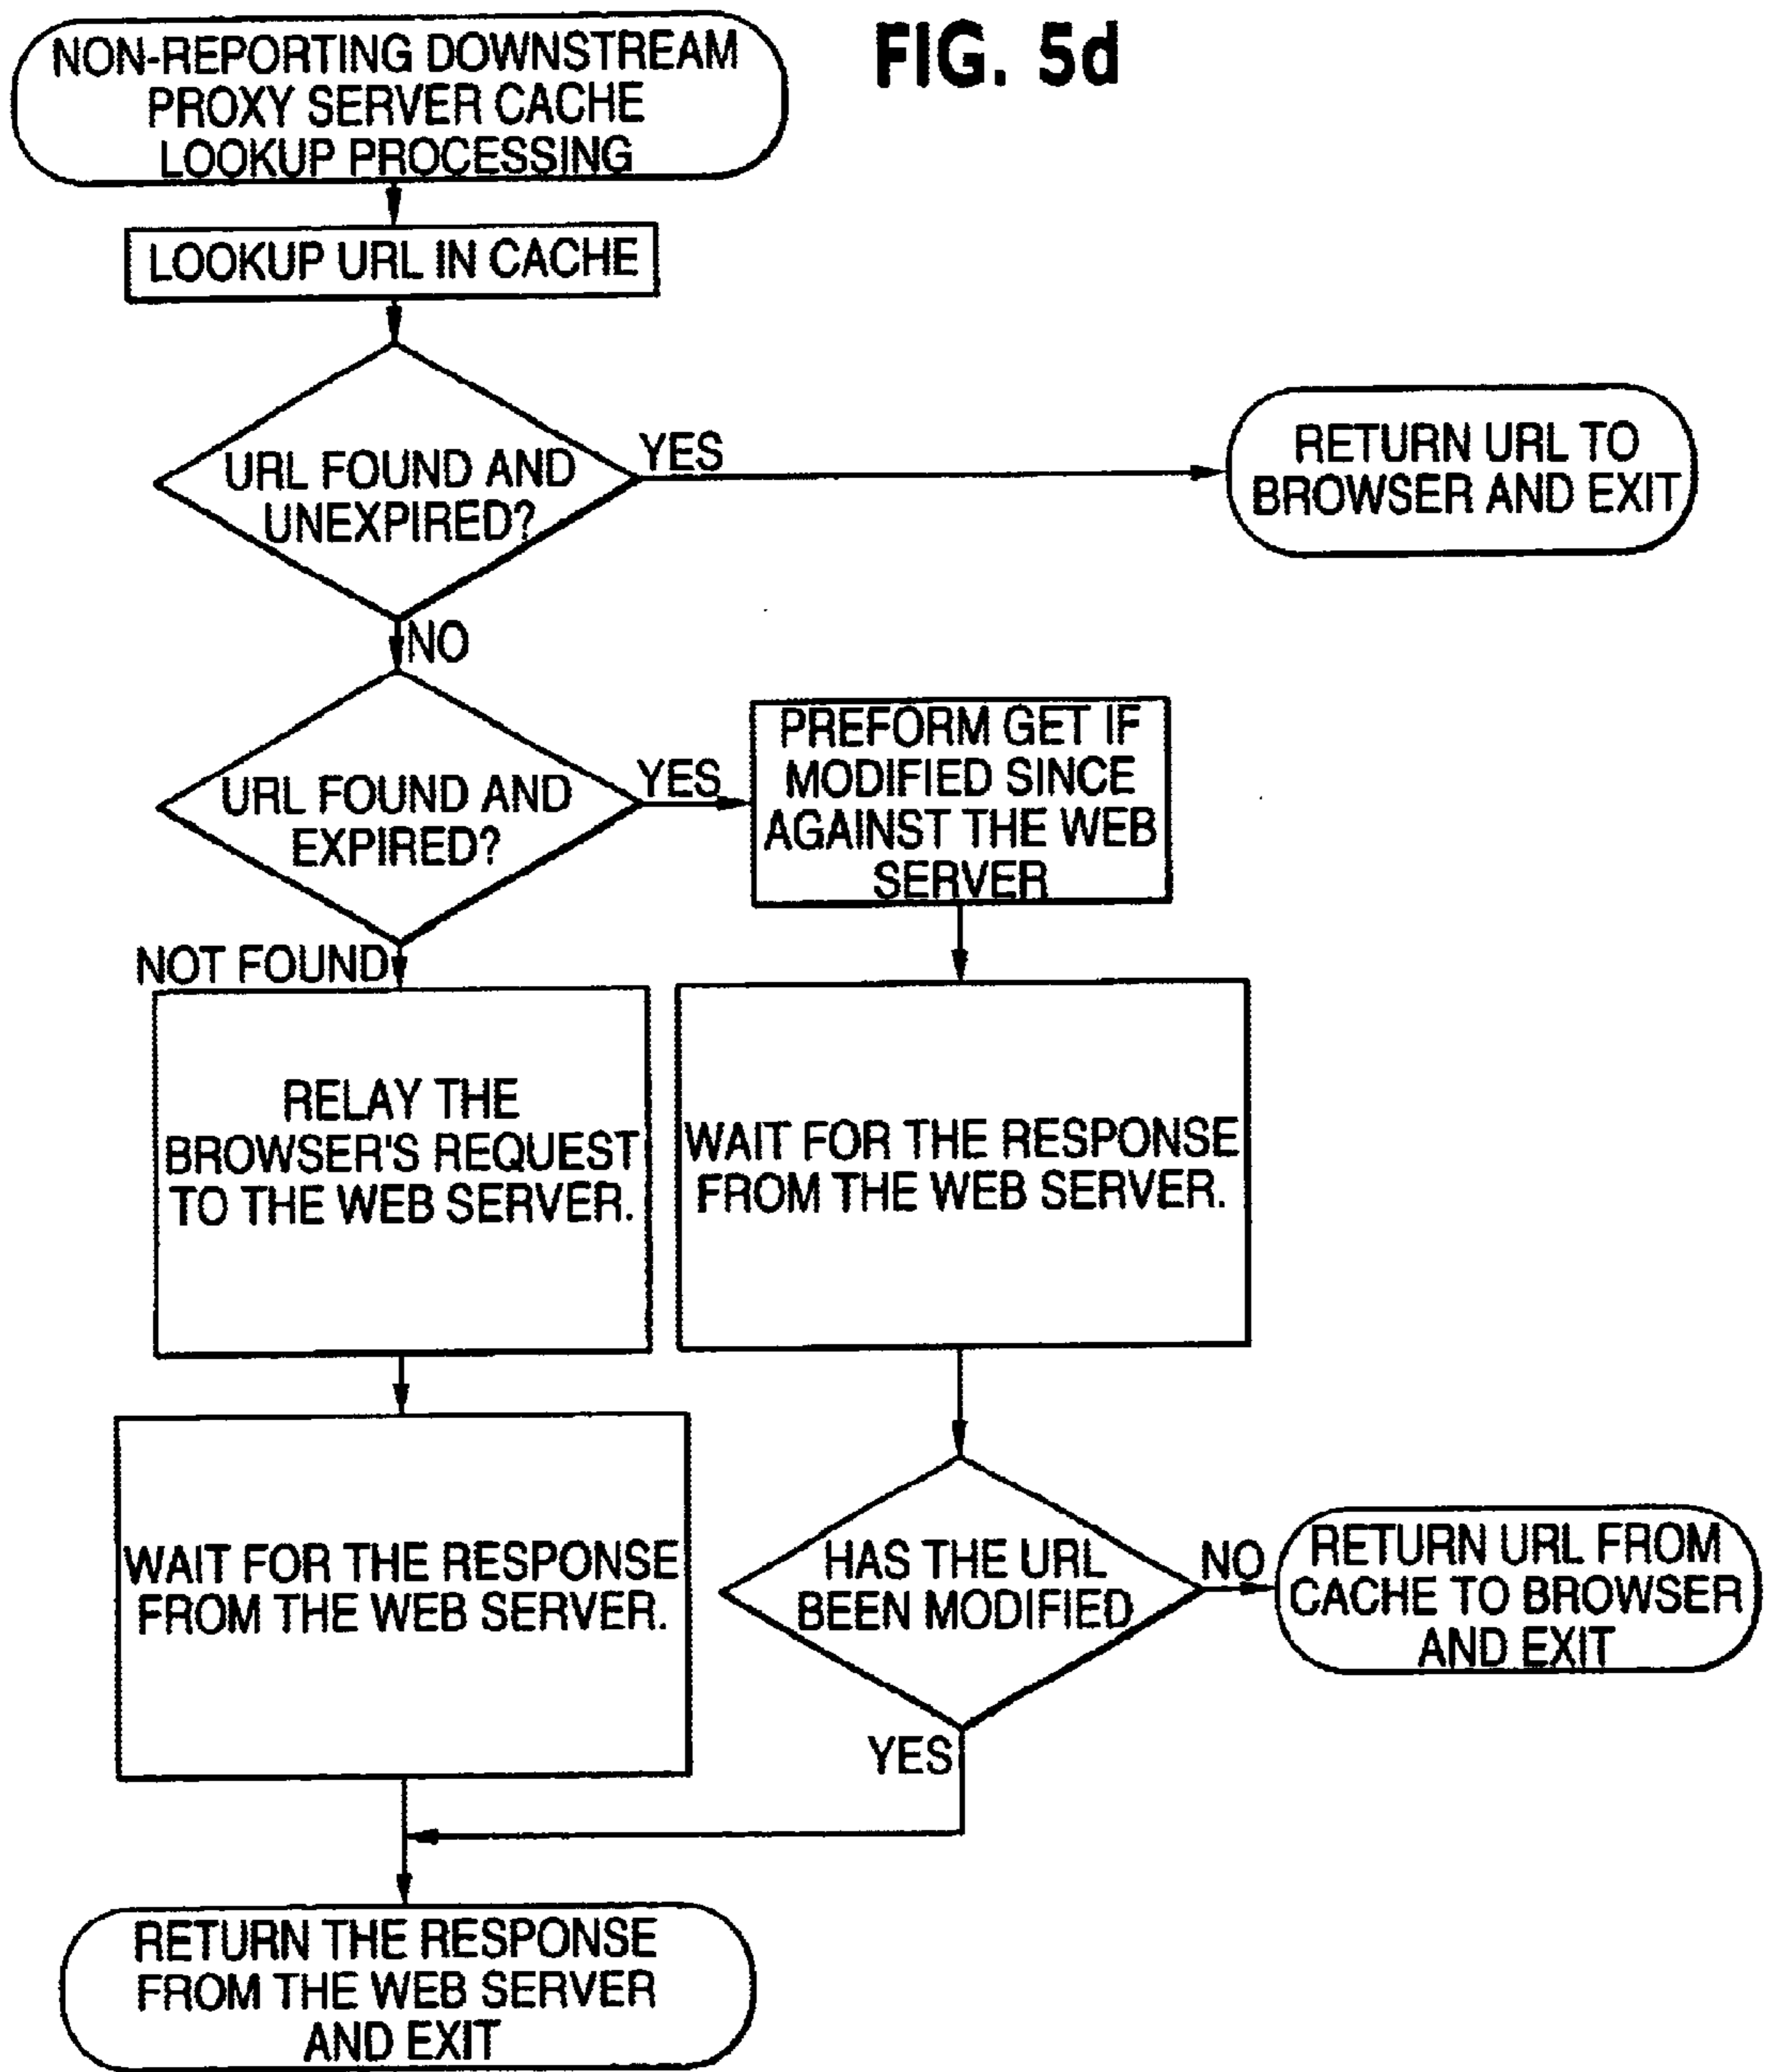 FIG. 5d
NON-REPORTING DOWNSTREAM
PROXY SERVER CACHE
LOOKUP PROCESSING
LOOKUP URL IN CACHE
URL FOUND AND
UNEXPIRED?
YES
RETURN URL TO
BROWSER AND EXIT
NO
URL FOUND AND
EXPIRED?
YES
PREFORM GET IF
MODIFIED SINCE
AGAINST THE WEB
SERVER
NOT FOUND
RELAY THE
BROWSER'S REQUEST
TO THE WEB SERVER.
WAIT FOR THE RESPONSE
FROM THE WEB SERVER.
WAIT FOR THE RESPONSE
FROM THE WEB SERVER.
HAS THE URL
BEEN MODIFIED
NO
RETURN URL FROM
CACHE TO BROWSER
AND EXIT
YES
RETURN THE RESPONSE
FROM THE WEB SERVER
AND EXIT